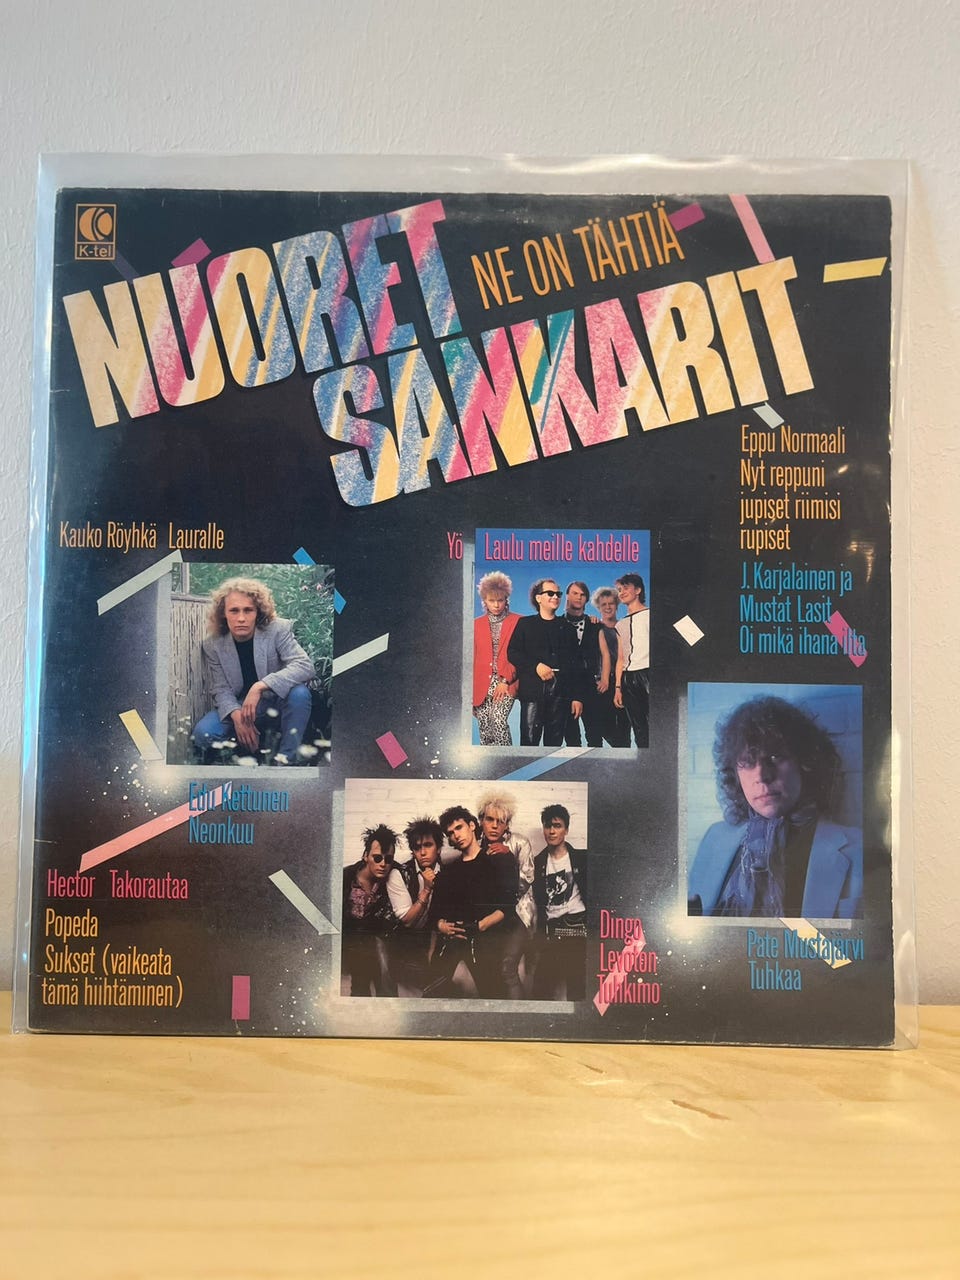 K-tel
NUORET
NE ON TÄHTIÄ
SANKARIT
Eppu Normaali
Nyt reppuni
jupiset riimisi
rupiset
Kauko Röyhkä Lauralle
Yö Laulu meille kahdelle
J. Karjalainen ja
Mustat Lasit
Oi mikä ihana ilta
Edu Kettunen
Neonkuu
Hector Takorautaa
Popeda
Sukset (vaikeata
tämä hiihtäminen)
Dingo
Levoton
Tuhkimo
Pate Mustajärvi
Tuhkaa